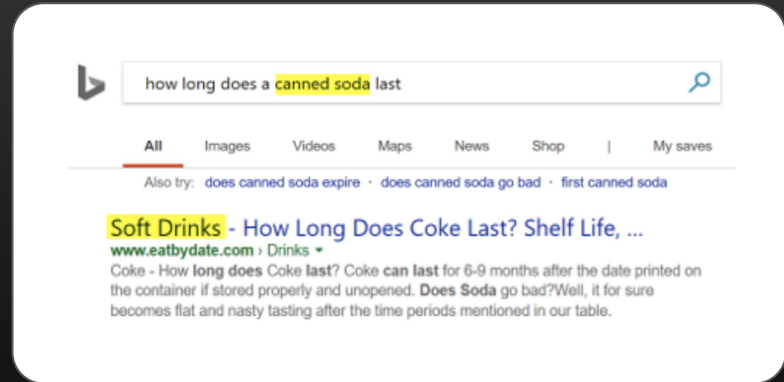 how long does a canned soda last
All Images Videos Maps News Shop | My saves
Also try: does canned soda expire · does canned soda go bad · first canned soda
Soft Drinks - How Long Does Coke Last? Shelf Life, ...
www.eatbydate.com › Drinks ▾
Coke - How long does Coke last? Coke can last for 6-9 months after the date printed on
the container if stored properly and unopened. Does Soda go bad?Well, it for sure
becomes flat and nasty tasting after the time periods mentioned in our table.